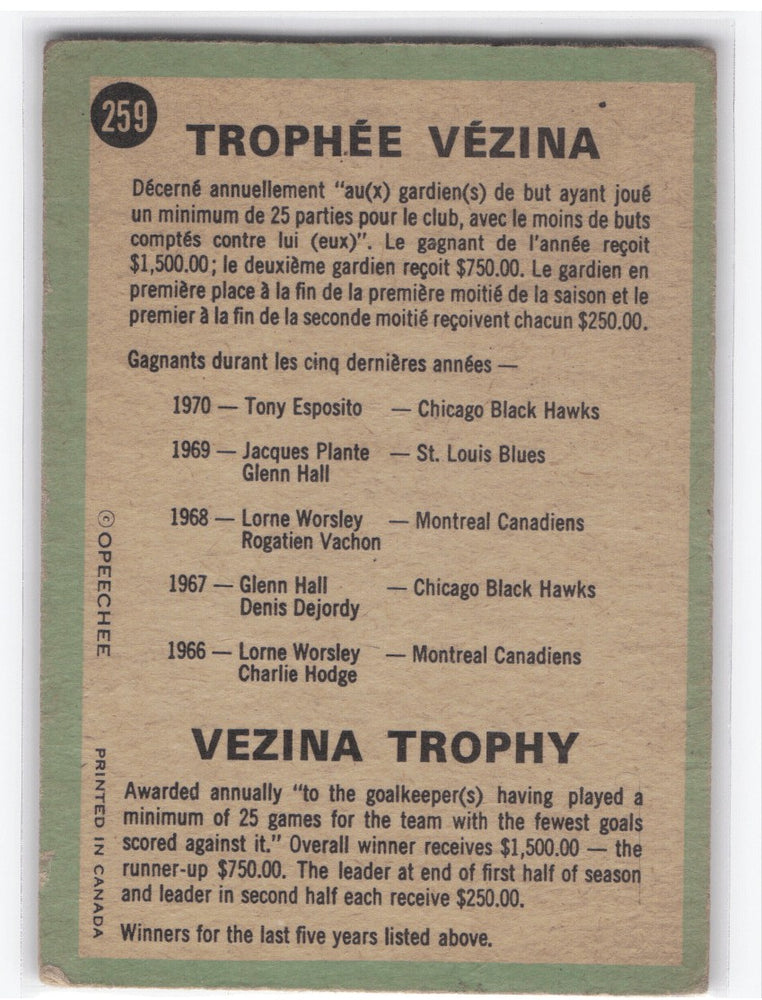 259
TROPHÉE VÉZINA
Décerné annuellement "au(x) gardien(s) de but ayant joué
un minimum de 25 parties pour le club, avec le moins de buts
comptés contre lui (eux)". Le gagnant de l'année reçoit
$1,500.00; le deuxième gardien reçoit $750.00. Le gardien en
première place à la fin de la première moitié de la saison et le
premier à la fin de la seconde moitié reçoivent chacun $250.00.
Gagnants durant les cinq dernières années —
1970 — Tony Esposito — Chicago Black Hawks
1969 — Jacques Plante — St. Louis Blues
Glenn Hall
1968 — Lorne Worsley — Montreal Canadiens
Rogatien Vachon
1967 — Glenn Hall — Chicago Black Hawks
Denis Dejordy
1966 — Lorne Worsley — Montreal Canadiens
Charlie Hodge
VEZINA TROPHY
Awarded annually "to the goalkeeper(s) having played a
minimum of 25 games for the team with the fewest goals
scored against it." Overall winner receives $1,500.00 — the
runner-up $750.00. The leader at end of first half of season
and leader in second half each receive $250.00.
Winners for the last five years listed above.
© OPEECHEE
PRINTED IN CANADA